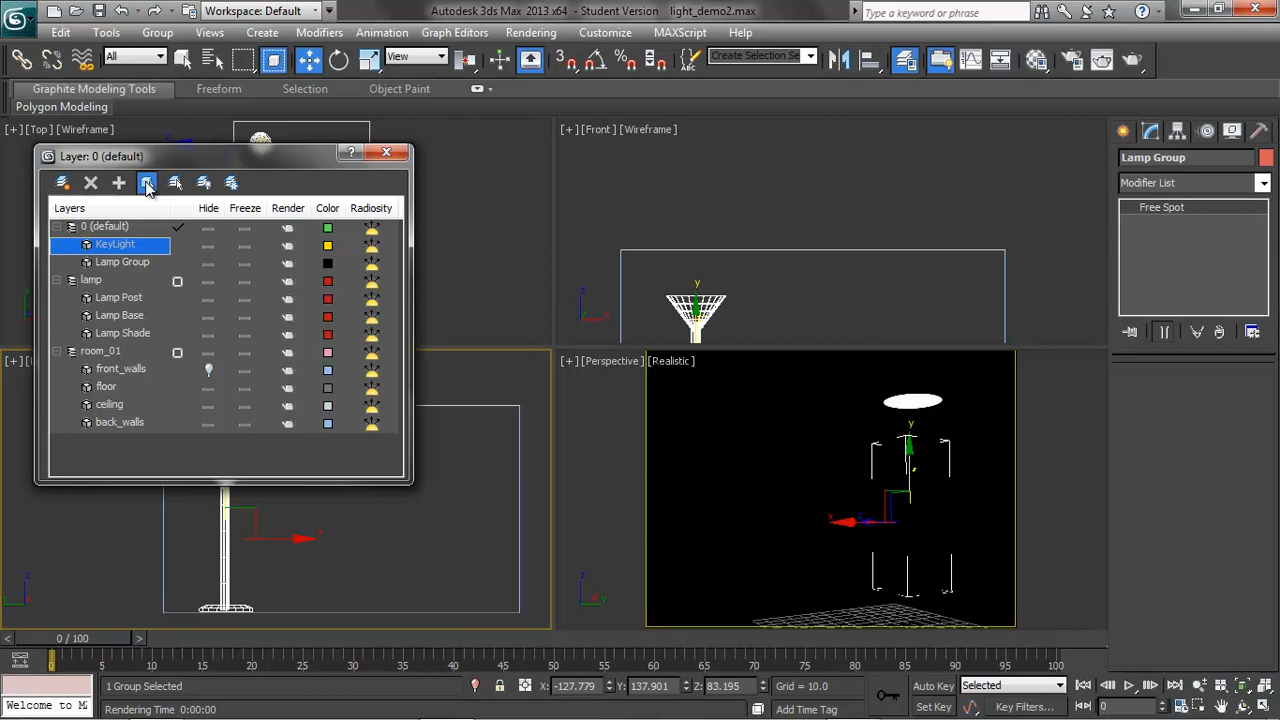 Workspace: Default
Autodesk 3ds Max 2013 x64 - Student Version light_demo2.max
Type a keyword or phrase
Edit Tools Group Views Create Modifiers Animation Graph Editors Rendering Customize MAXScript Help
All
View
3
Create Selection Se
Graphite Modeling Tools Freeform Selection Object Paint
Polygon Modeling
[+] [Top] [Wireframe]
[+] [Front] [Wireframe]
Layer: 0 (default)
Layers Hide Freeze Render Color Radiosity
0 (default)
KeyLight
Lamp Group
lamp
Lamp Post
Lamp Base
Lamp Shade
room_01
front_walls
floor
ceiling
back_walls
[+] [Perspective] [Realistic]
Lamp Group
Modifier List
Free Spot
0 / 100
0 5 10 15 20 25 30 35 40 45 50 55 60 65 70 75 80 85 90 95 100
1 Group Selected
X: -127.779 Y: 137.901 Z: 83.195 Grid = 10.0
Auto Key Selected
Welcome to M
Rendering Time 0:00:00
Add Time Tag
Set Key Key Filters... 0